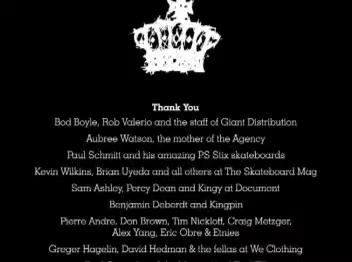 Thank You
Bod Boyle, Rob Valerio and the staff of Giant Distribution
Aubree Watson, the mother of the Agency
Paul Schmitt and his amazing PS Stix skateboards
Kevin Wilkins, Brian Uyeda and all others at The Skateboard Mag
Sam Ashley, Percy Dean and Kingy at Document
Benjamin Debordt and Kingpin
Pierre Andre, Don Brown, Tim Nickloff, Craig Metzger,
Alex Yang, Eric Obre & Etnies
Greger Hagelin, David Hedman & the fellas at We Clothing